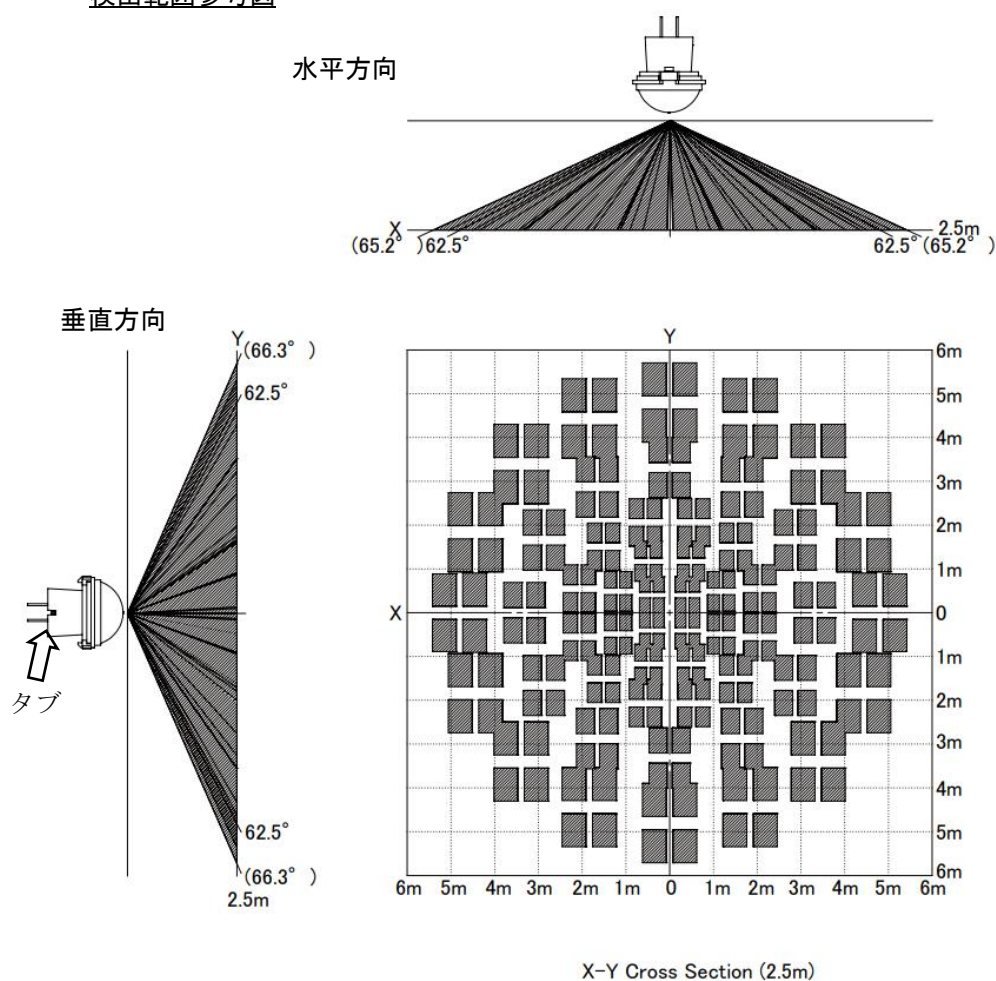 水平方向
X
2.5m
(65.2° )62.5°
62.5°(65.2° )
垂直方向
Y
(66.3° )
62.5°
タブ
62.5°
(66.3° )
2.5m
Y
6m
5m
4m
3m
2m
1m
X
0
1m
2m
3m
4m
5m
6m
6m 5m 4m 3m 2m 1m 0 1m 2m 3m 4m 5m 6m
X-Y Cross Section (2.5m)